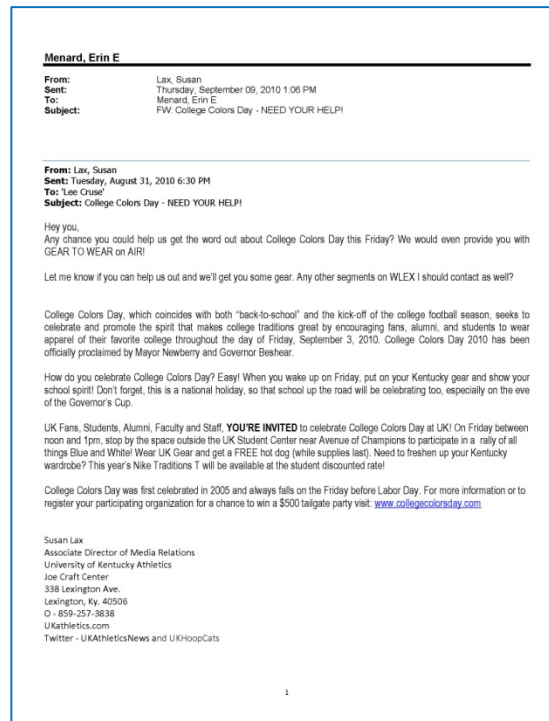 Menard, Erin E
From: Lax, Susan
Sent: Thursday, September 09, 2010 1:06 PM
To: Menard, Erin E
Subject: FW: College Colors Day - NEED YOUR HELP!
From: Lax, Susan
Sent: Tuesday, August 31, 2010 6:30 PM
To: 'Lee Cruse'
Subject: College Colors Day - NEED YOUR HELP!
Hey you,
Any chance you could help us get the word out about College Colors Day this Friday? We would even provide you with
GEAR TO WEAR on AIR!
Let me know if you can help us out and we'll get you some gear. Any other segments on WLEX I should contact as well?
College Colors Day, which coincides with both "back-to-school" and the kick-off of the college football season, seeks to
celebrate and promote the spirit that makes college traditions great by encouraging fans, alumni, and students to wear
apparel of their favorite college throughout the day of Friday, September 3, 2010. College Colors Day 2010 has been
officially proclaimed by Mayor Newberry and Governor Beshear.
How do you celebrate College Colors Day? Easy! When you wake up on Friday, put on your Kentucky gear and show your
school spirit! Don't forget, this is a national holiday, so that school up the road will be celebrating too, especially on the eve
of the Governor's Cup.
UK Fans, Students, Alumni, Faculty and Staff, YOU'RE INVITED to celebrate College Colors Day at UK! On Friday between
noon and 1pm, stop by the space outside the UK Student Center near Avenue of Champions to participate in a rally of all
things Blue and White! Wear UK Gear and get a FREE hot dog (while supplies last). Need to freshen up your Kentucky
wardrobe? This year's Nike Traditions T will be available at the student discounted rate!
College Colors Day was first celebrated in 2005 and always falls on the Friday before Labor Day. For more information or to
register your participating organization for a chance to win a $500 tailgate party visit: www.collegecolorsday.com
Susan Lax
Associate Director of Media Relations
University of Kentucky Athletics
Joe Craft Center
338 Lexington Ave.
Lexington, Ky. 40506
O - 859-257-3838
UKathletics.com
Twitter - UKAthleticsNews and UKHoopCats
1